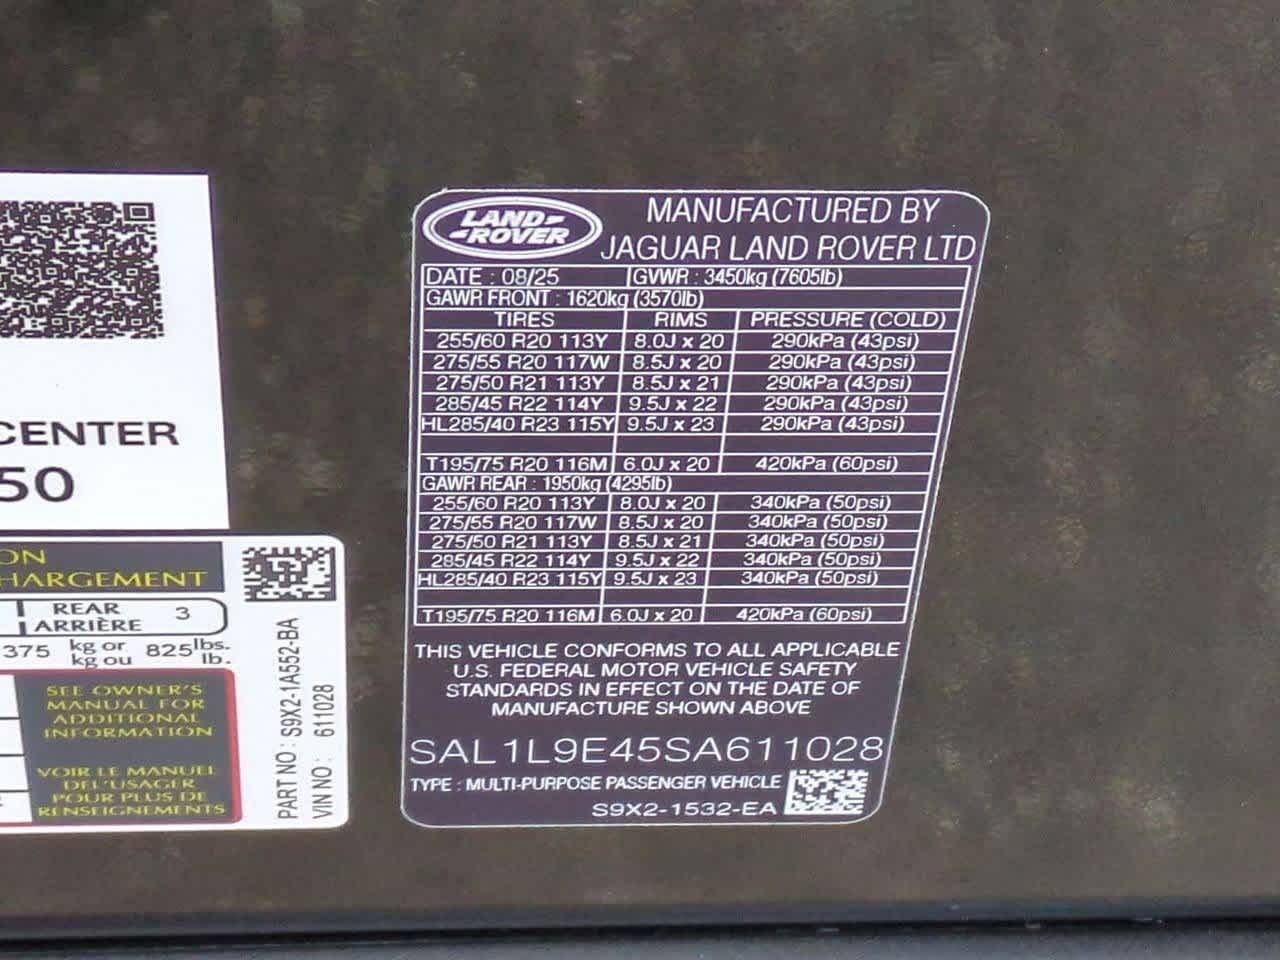 CENTER
50
ON
HARGEMENT
REAR
ARRIÈRE
3
375 kg or 825 lbs.
kg ou lb.
SEE OWNER'S
MANUAL FOR
ADDITIONAL
INFORMATION
VOIR LE MANUEL
DE L'USAGER
POUR PLUS DE
RENSEIGNEMENTS
PART NO : S9X2-1A552-BA
VIN NO : 611028
LAND-
-ROVER
MANUFACTURED BY
JAGUAR LAND ROVER LTD
DATE : 08/25 GVWR : 3450kg (7605lb)
GAWR FRONT : 1620kg (3570lb)
TIRES RIMS PRESSURE (COLD)
255/60 R20 113Y 8.0J x 20 290kPa (43psi)
275/55 R20 117W 8.5J x 20 290kPa (43psi)
275/50 R21 113Y 8.5J x 21 290kPa (43psi)
285/45 R22 114Y 9.5J x 22 290kPa (43psi)
HL285/40 R23 115Y 9.5J x 23 290kPa (43psi)
T195/75 R20 116M 6.0J x 20 420kPa (60psi)
GAWR REAR : 1950kg (4295lb)
255/60 R20 113Y 8.0J x 20 340kPa (50psi)
275/55 R20 117W 8.5J x 20 340kPa (50psi)
275/50 R21 113Y 8.5J x 21 340kPa (50psi)
285/45 R22 114Y 9.5J x 22 340kPa (50psi)
HL285/40 R23 115Y 9.5J x 23 340kPa (50psi)
T195/75 R20 116M 6.0J x 20 420kPa (60psi)
THIS VEHICLE CONFORMS TO ALL APPLICABLE
U.S. FEDERAL MOTOR VEHICLE SAFETY
STANDARDS IN EFFECT ON THE DATE OF
MANUFACTURE SHOWN ABOVE
SAL1L9E45SA611028
TYPE : MULTI-PURPOSE PASSENGER VEHICLE
S9X2-1532-EA